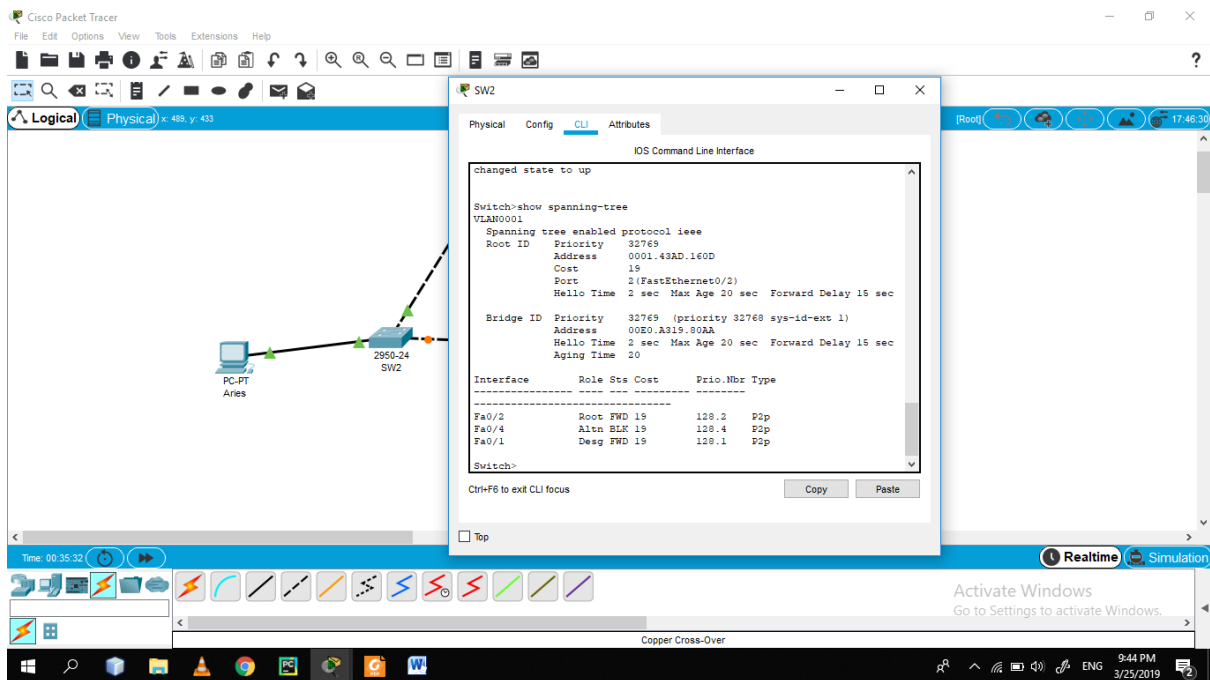 Cisco Packet Tracer
File Edit Options View Tools Extensions Help
?
Logical Physical x: 489, y: 433
[Root] 17:46:30
SW2
Physical Config CLI Attributes
IOS Command Line Interface
changed state to up
Switch>show spanning-tree
VLAN0001
Spanning tree enabled protocol ieee
Root ID Priority 32769
Address 0001.43AD.160D
Cost 19
Port 2(FastEthernet0/2)
Hello Time 2 sec Max Age 20 sec Forward Delay 15 sec
Bridge ID Priority 32769 (priority 32768 sys-id-ext 1)
Address 00E0.A319.80AA
Hello Time 2 sec Max Age 20 sec Forward Delay 15 sec
Aging Time 20
Interface Role Sts Cost Prio.Nbr Type
---------------- ---- --- --------- --------
--------------------------------
Fa0/2 Root FWD 19 128.2 P2p
Fa0/4 Altn BLK 19 128.4 P2p
Fa0/1 Desg FWD 19 128.1 P2p
Switch>
Ctrl+F6 to exit CLI focus
Copy Paste
Top
2950-24
SW2
PC-PT
Aries
Time: 00:35:32
Realtime Simulation
Activate Windows
Go to Settings to activate Windows.
Copper Cross-Over
ENG
9:44 PM
3/25/2019
2